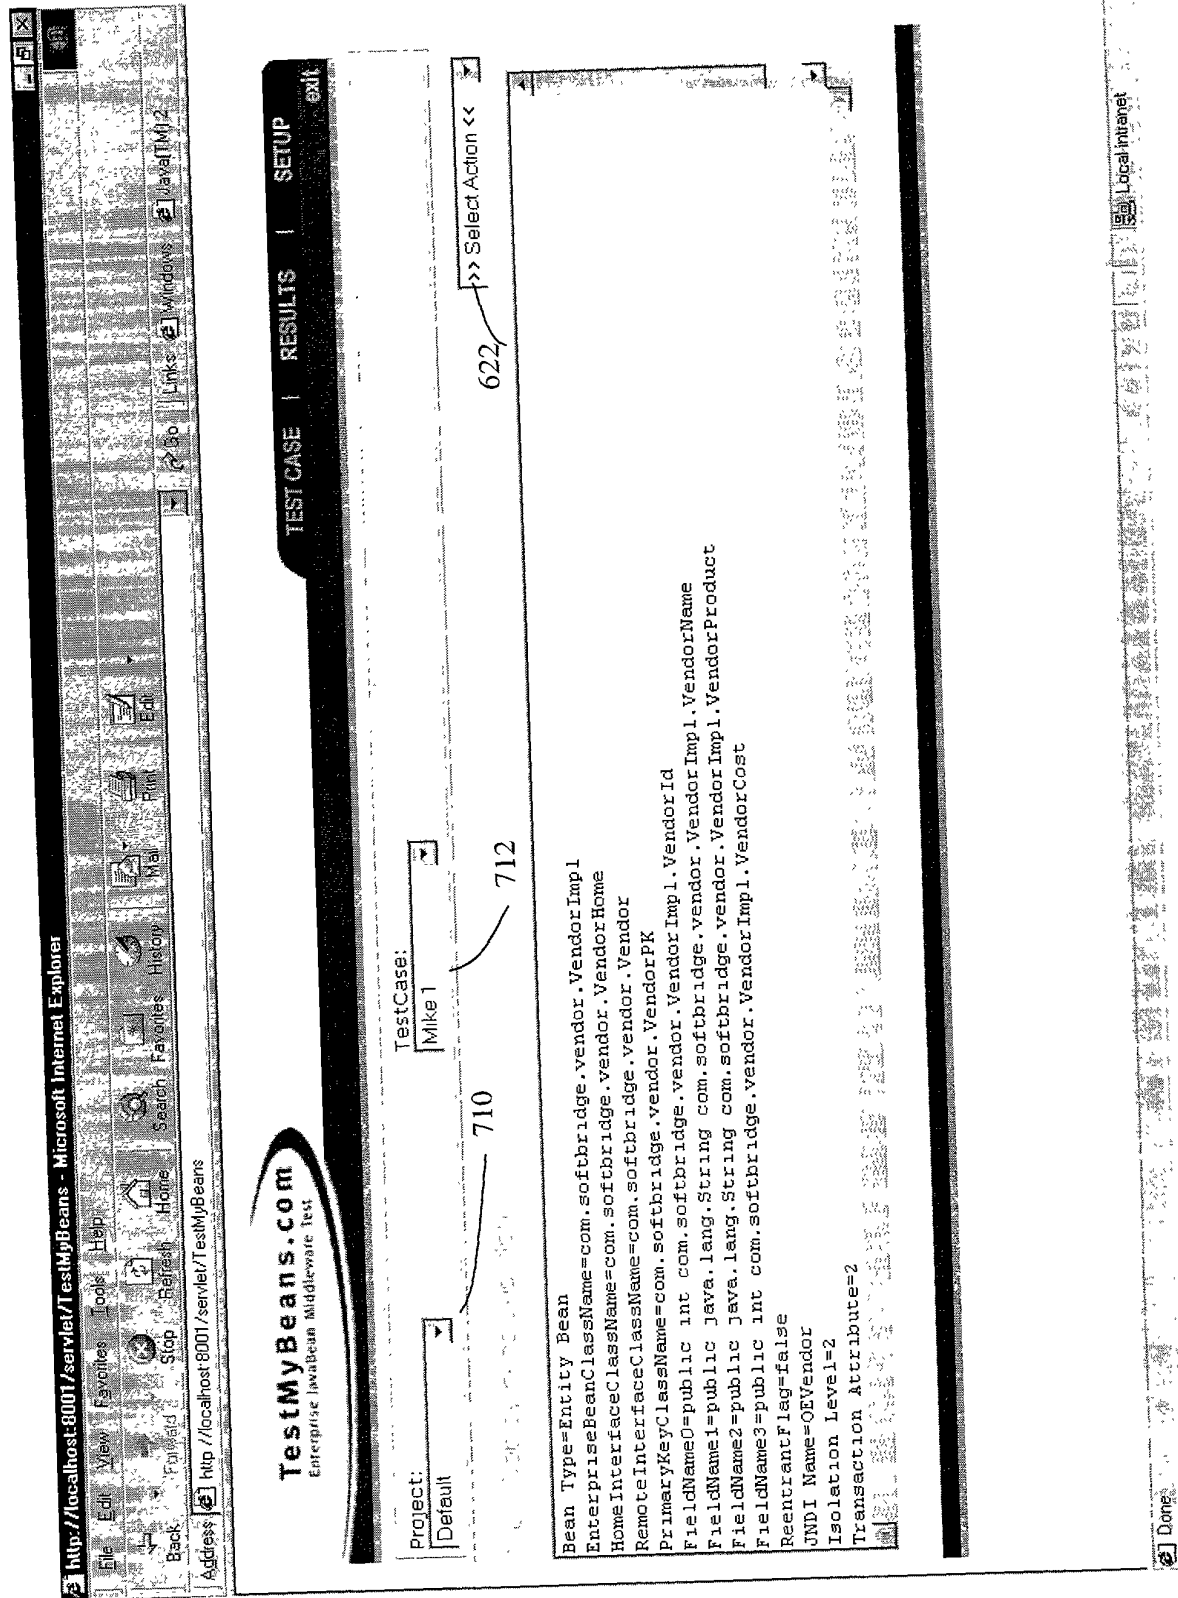 http://localhost:8001/servlet/TestMyBeans - Microsoft Internet Explorer
File Edit View Favorites Tools Help
Back Forward Stop Refresh Home Search Favorites History Mail Print Edit
Address http://localhost:8001/servlet/TestMyBeans Go Links Windows Java(TM) 2
TestMyBeans.com
Enterprise JavaBean Middleware Test
TEST CASE | RESULTS | SETUP
exit
Project: TestCase:
Default Mike 1
>> Select Action <<
710
712
622
Bean Type=Entity Bean
EnterpriseBeanClassName=com.softbridge.vendor.VendorImpl
HomeInterfaceClassName=com.softbridge.vendor.VendorHome
RemoteInterfaceClassName=com.softbridge.vendor.Vendor
PrimaryKeyClassName=com.softbridge.vendor.VendorPK
FieldName0=public int com.softbridge.vendor.VendorImpl.VendorId
FieldName1=public java.lang.String com.softbridge.vendor.VendorImpl.VendorName
FieldName2=public java.lang.String com.softbridge.vendor.VendorImpl.VendorProduct
FieldName3=public int com.softbridge.vendor.VendorImpl.VendorCost
ReentrantFlag=false
JNDI Name=OEVendor
Isolation Level=2
Transaction Attribute=2
Done Local intranet